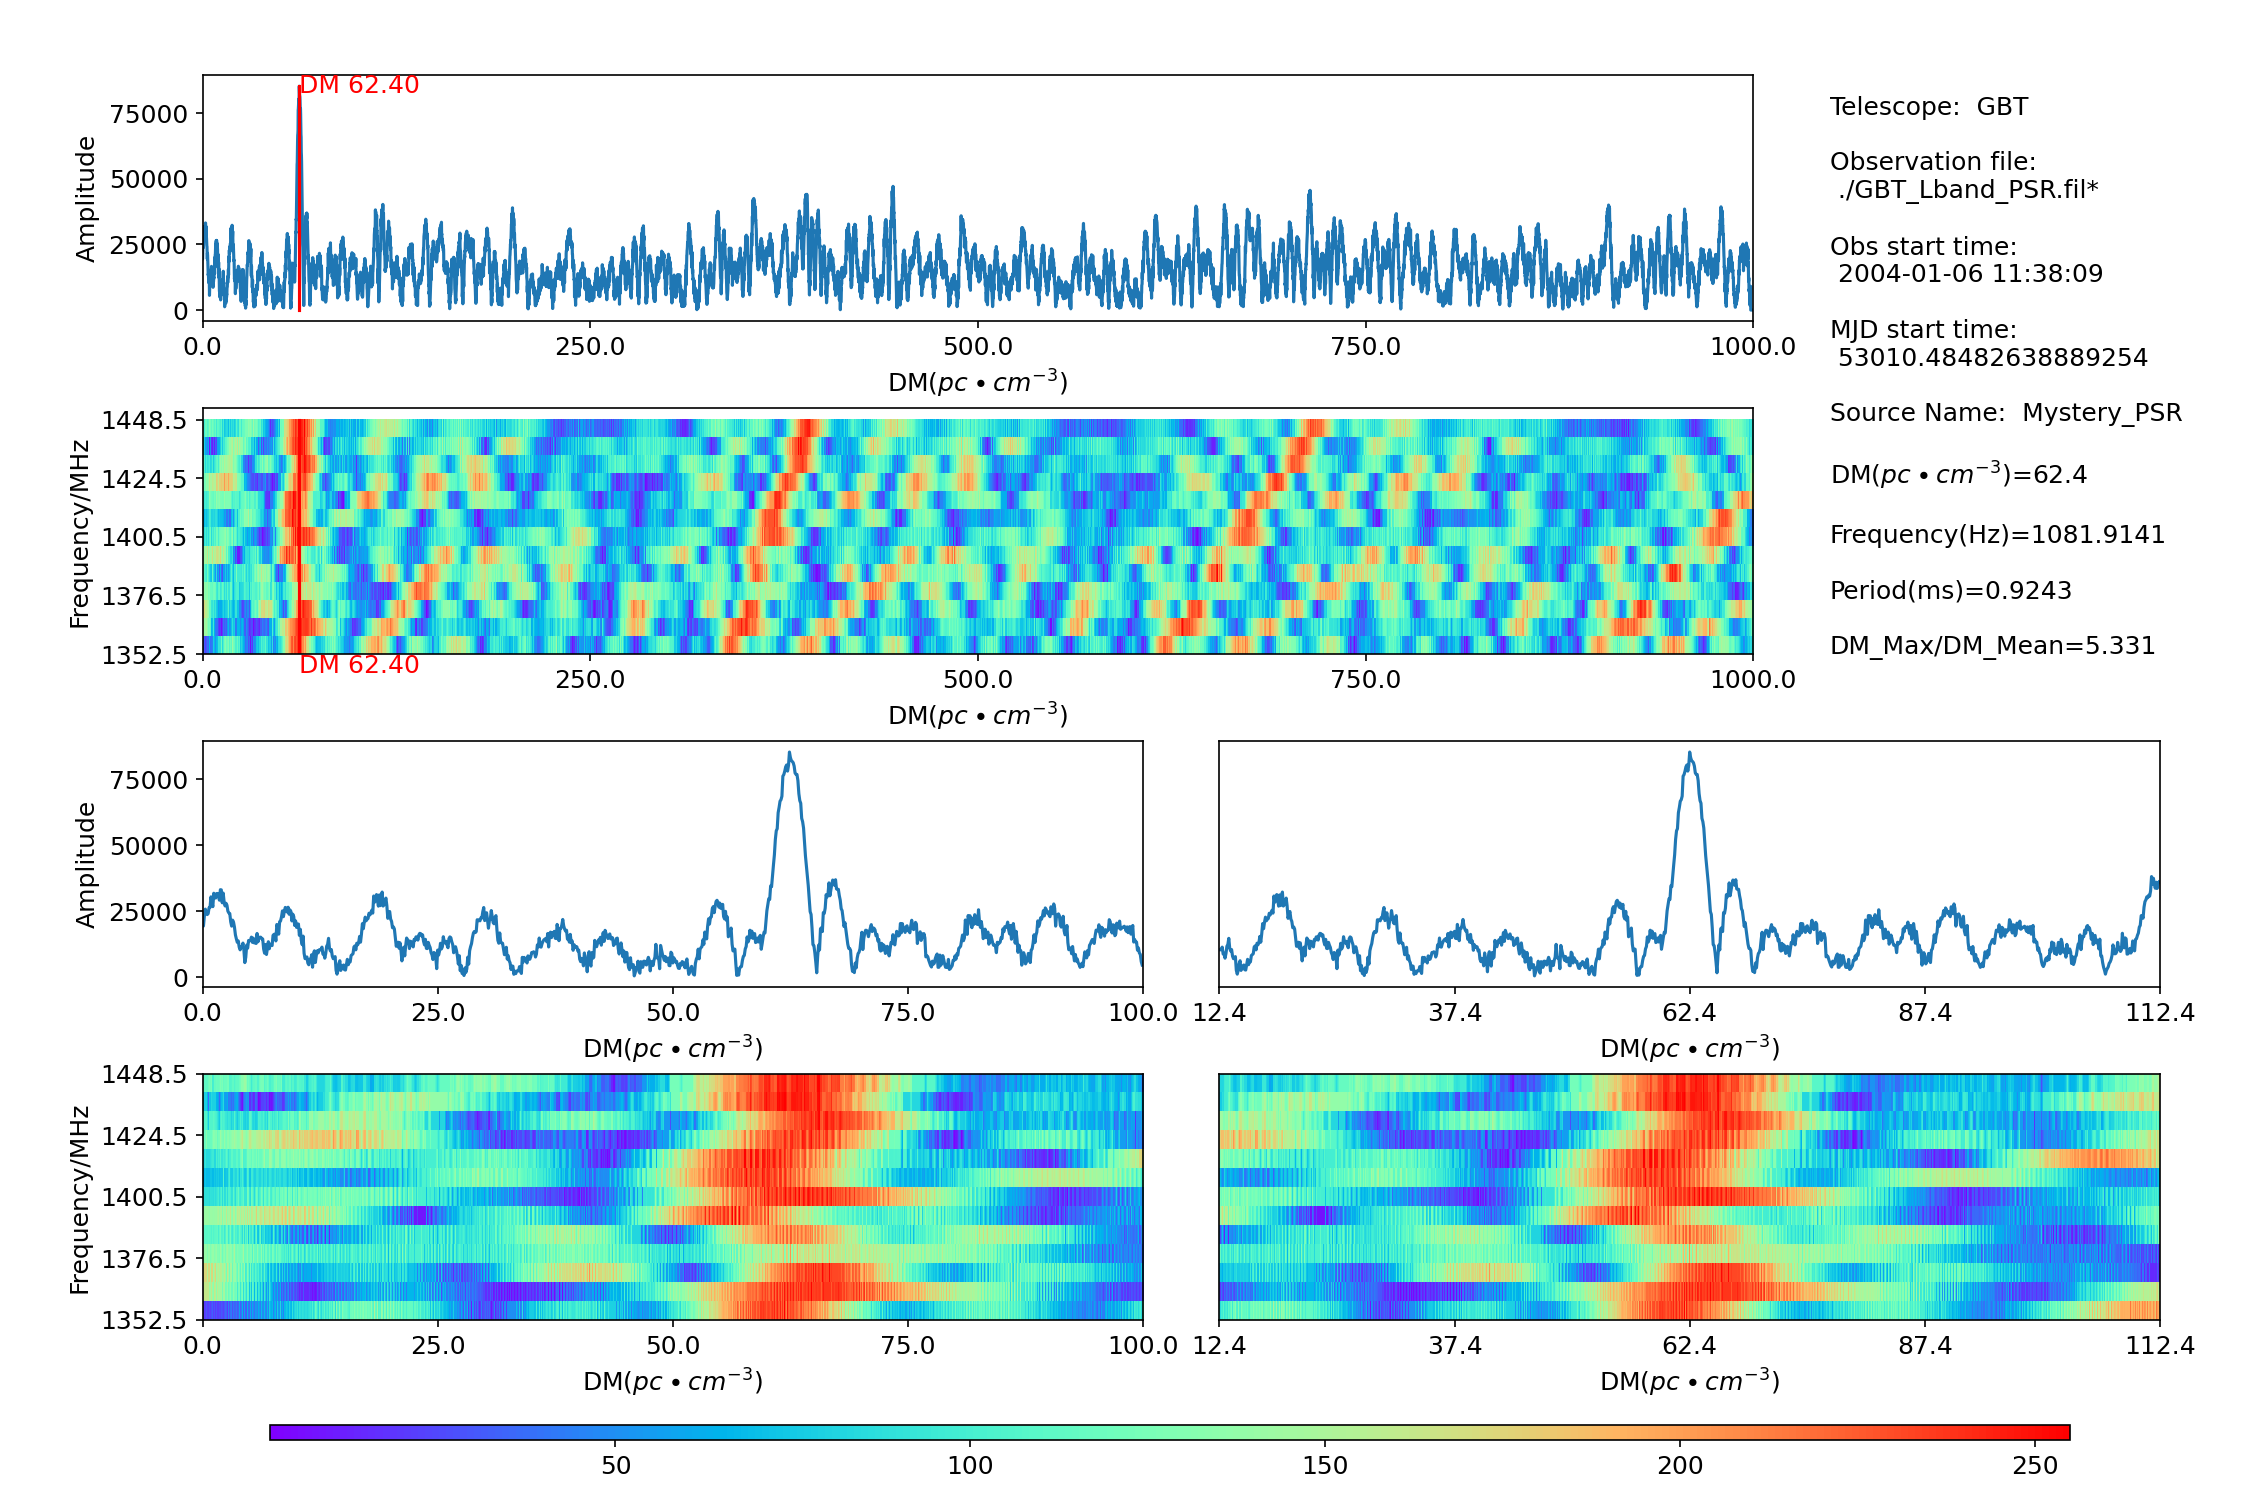 DM 62.40
75000
50000
25000
0
Amplitude
0.0 250.0 500.0 750.0 1000.0
DM(pc • cm⁻³)
Telescope:  GBT
Observation file:
./GBT_Lband_PSR.fil*
Obs start time:
2004-01-06 11:38:09
MJD start time:
53010.48482638889254
Source Name:  Mystery_PSR
DM(pc • cm⁻³)=62.4
Frequency(Hz)=1081.9141
Period(ms)=0.9243
DM_Max/DM_Mean=5.331
1448.5
1424.5
1400.5
1376.5
1352.5
Frequency/MHz
DM 62.40
0.0 250.0 500.0 750.0 1000.0
DM(pc • cm⁻³)
75000
50000
25000
0
Amplitude
0.0 25.0 50.0 75.0 100.0
DM(pc • cm⁻³)
12.4 37.4 62.4 87.4 112.4
DM(pc • cm⁻³)
1448.5
1424.5
1400.5
1376.5
1352.5
Frequency/MHz
0.0 25.0 50.0 75.0 100.0
DM(pc • cm⁻³)
12.4 37.4 62.4 87.4 112.4
DM(pc • cm⁻³)
50 100 150 200 250